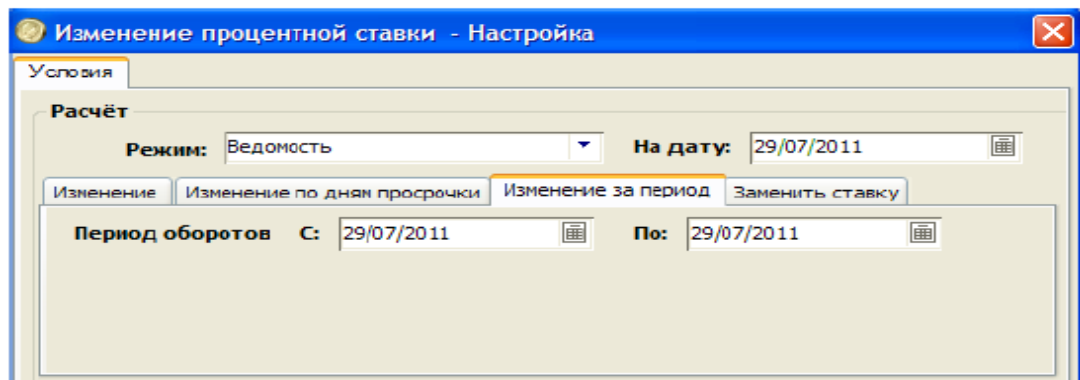 Изменение процентной ставки - Настройка
Условия
Расчёт
Режим: Ведомость На дату: 29/07/2011
Изменение Изменение по дням просрочки Изменение за период Заменить ставку
Период оборотов С: 29/07/2011 По: 29/07/2011